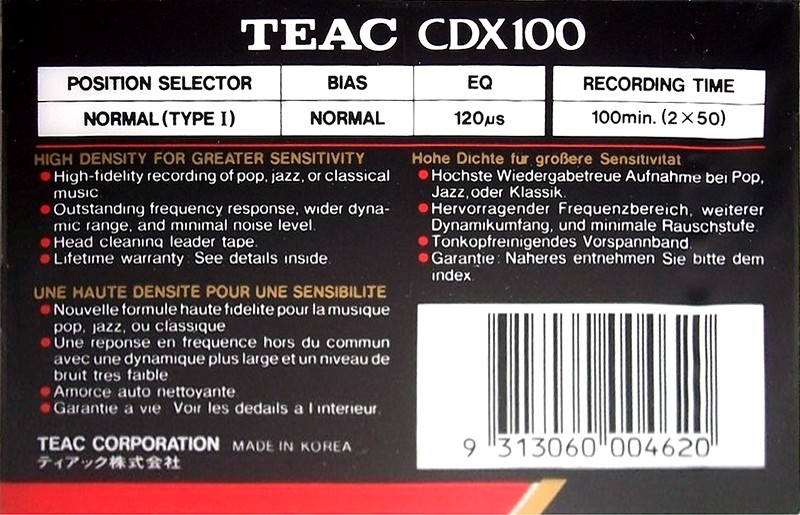 TEAC CDX100
POSITION SELECTOR BIAS EQ RECORDING TIME
NORMAL (TYPE I) NORMAL 120µs 100min. (2×50)
HIGH DENSITY FOR GREATER SENSITIVITY
● High-fidelity recording of pop, jazz, or classical
music.
● Outstanding frequency response, wider dyna-
mic range, and minimal noise level.
● Head cleaning leader tape.
● Lifetime warranty. See details inside.
UNE HAUTE DENSITE POUR UNE SENSIBILITE
● Nouvelle formule haute fidelite pour la musique
pop, jazz, ou classique
● Une reponse en frequence hors du commun
avec une dynamique plus large et un niveau de
bruit tres faible
● Amorce auto nettoyante
● Garantie a vie Voir les dedails a l interieur.
TEAC CORPORATION MADE IN KOREA
ティアック株式会社
Hohe Dichte fur großere Sensitivitat
● Hochste Wiedergabetreue Aufnahme bei Pop,
Jazz, oder Klassik.
● Hervorragender Frequenzbereich, weiterer
Dynamikumfang, und minimale Rauschstufe.
● Tonkopfreinigendes Vorspannband.
● Garantie: Naheres entnehmen Sie bitte dem
index.
9 313060 004620